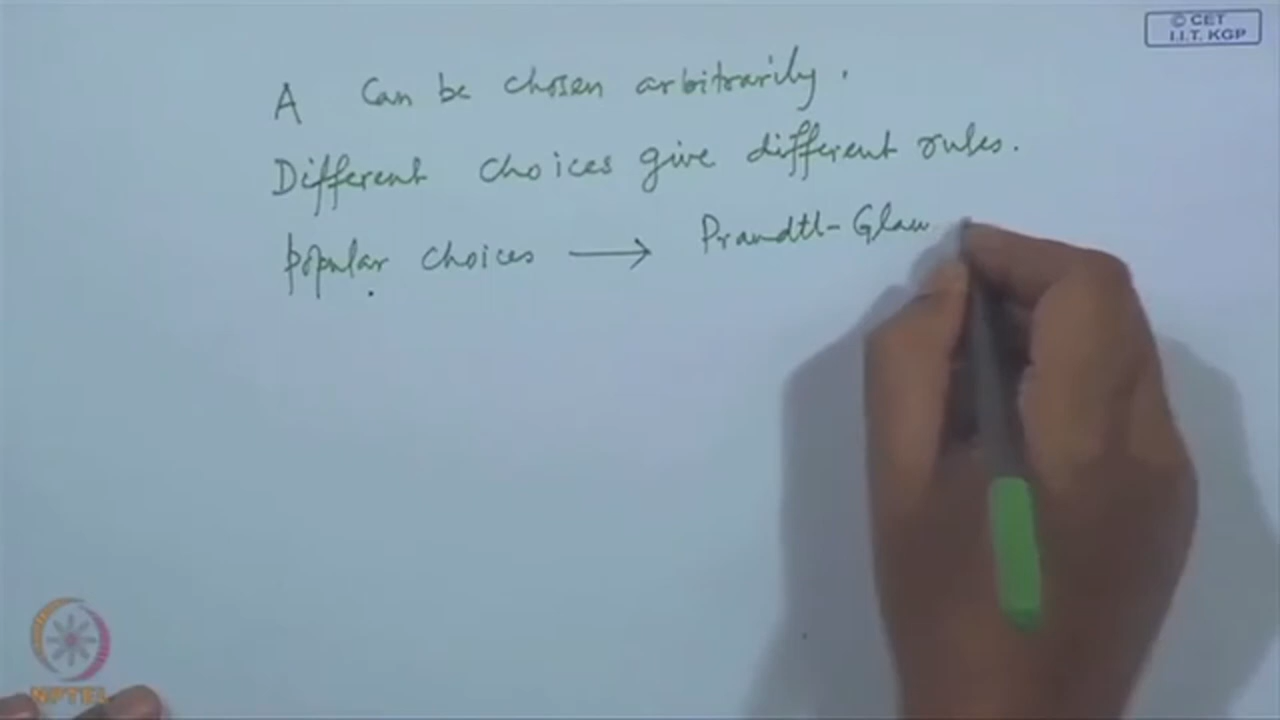 © CET
I.I.T. KGP
A Can be chosen arbitrarily.
Different choices give different rules.
popular choices → Prandtl-Glau
NPTEL